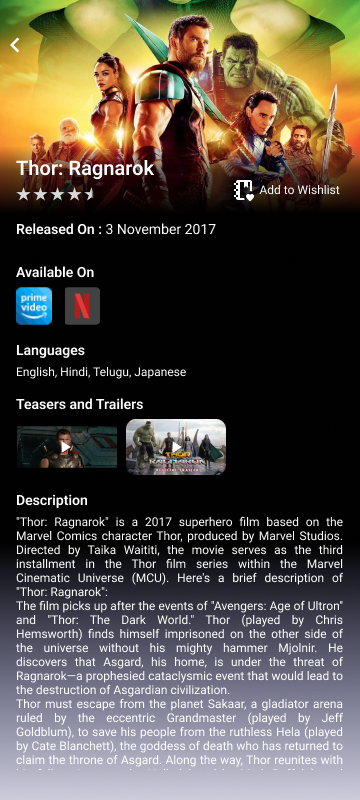 Thor: Ragnarok
Add to Wishlist
Released On : 3 November 2017
Available On
prime
video
N
Languages
English, Hindi, Telugu, Japanese
Teasers and Trailers
THOR
RAGNAROK
OFFICIAL TRAILER
Description
"Thor: Ragnarok" is a 2017 superhero film based on the
Marvel Comics character Thor, produced by Marvel Studios.
Directed by Taika Waititi, the movie serves as the third
installment in the Thor film series within the Marvel
Cinematic Universe (MCU). Here's a brief description of
"Thor: Ragnarok":
The film picks up after the events of "Avengers: Age of Ultron"
and "Thor: The Dark World." Thor (played by Chris
Hemsworth) finds himself imprisoned on the other side of
the universe without his mighty hammer Mjolnir. He
discovers that Asgard, his home, is under the threat of
Ragnarok—a prophesied cataclysmic event that would lead to
the destruction of Asgardian civilization.
Thor must escape from the planet Sakaar, a gladiator arena
ruled by the eccentric Grandmaster (played by Jeff
Goldblum), to save his people from the ruthless Hela (played
by Cate Blanchett), the goddess of death who has returned to
claim the throne of Asgard. Along the way, Thor reunites with